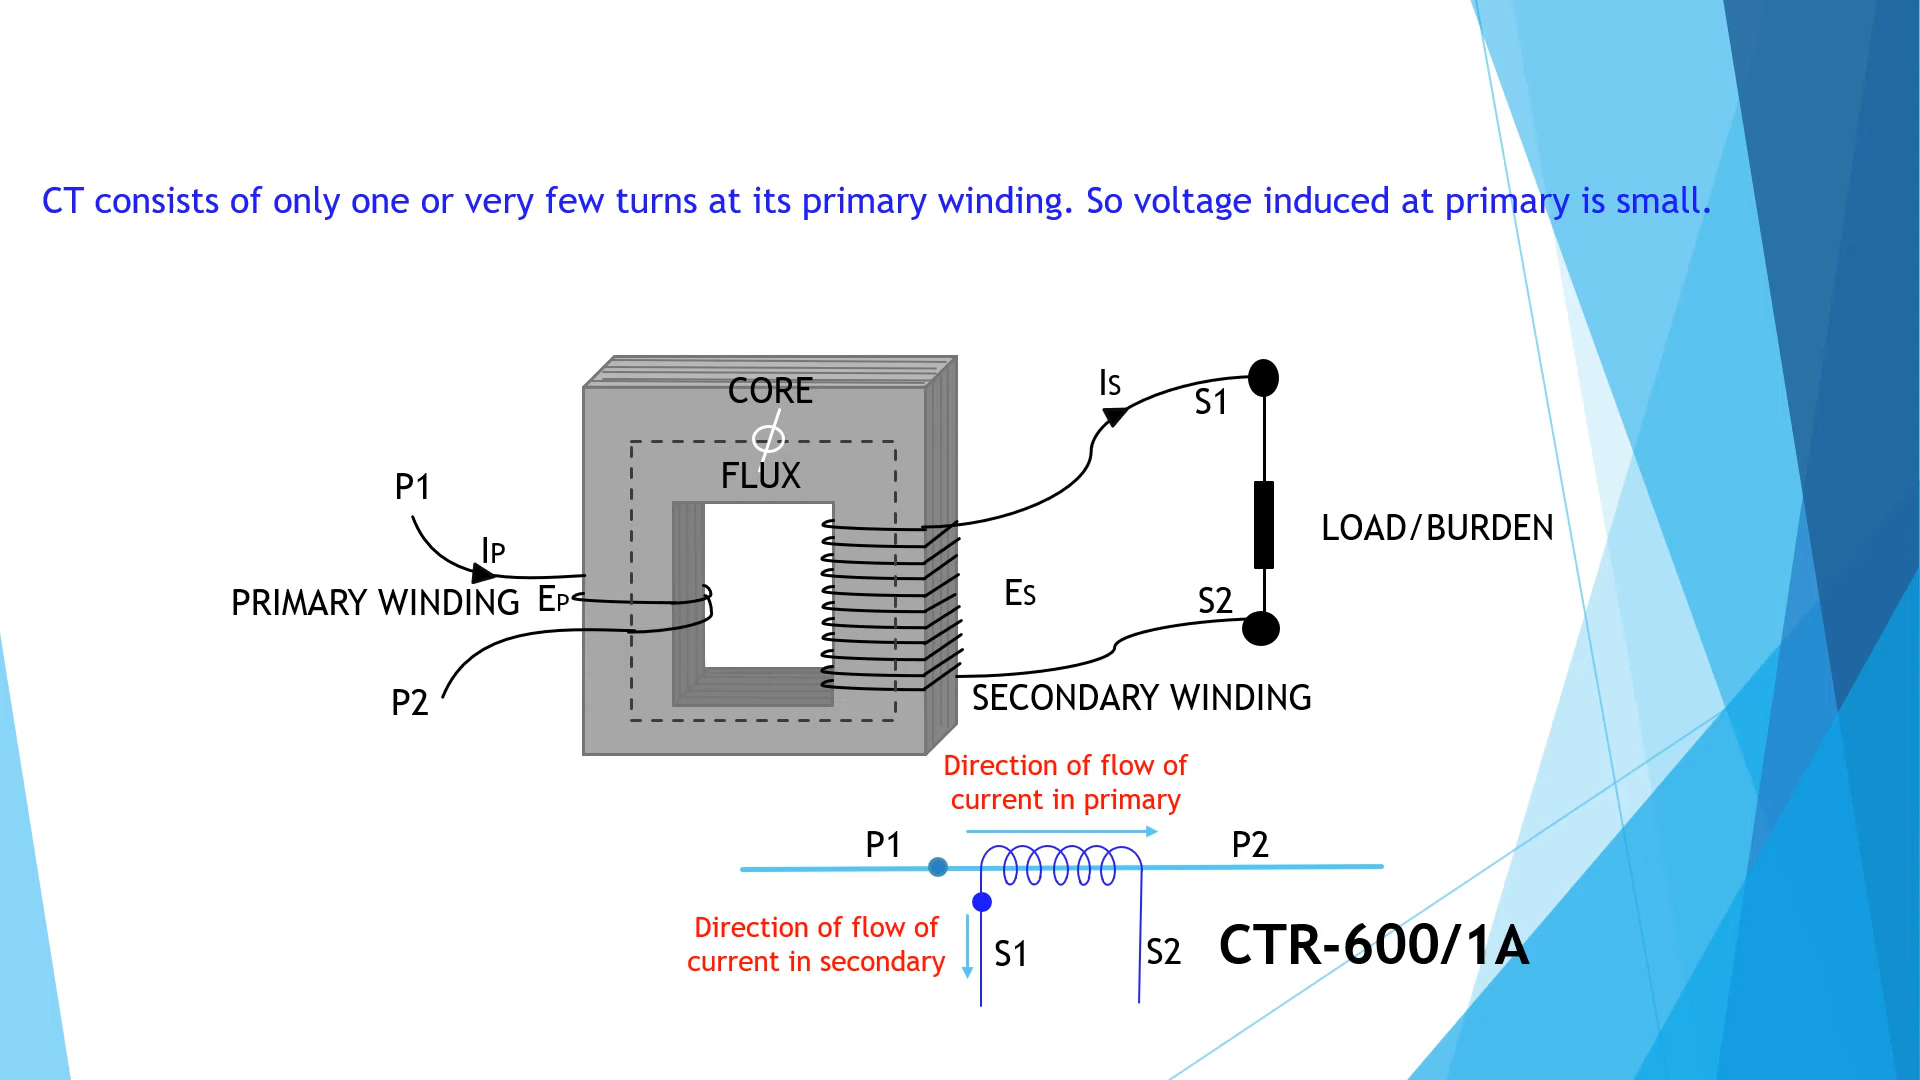 CT consists of only one or very few turns at its primary winding. So voltage induced at primary is small.
CORE
FLUX
P1
IP
PRIMARY WINDING
EP
P2
IS
S1
LOAD/BURDEN
ES
S2
SECONDARY WINDING
Direction of flow of
current in primary
P1
P2
Direction of flow of
current in secondary
S1
S2
CTR-600/1A